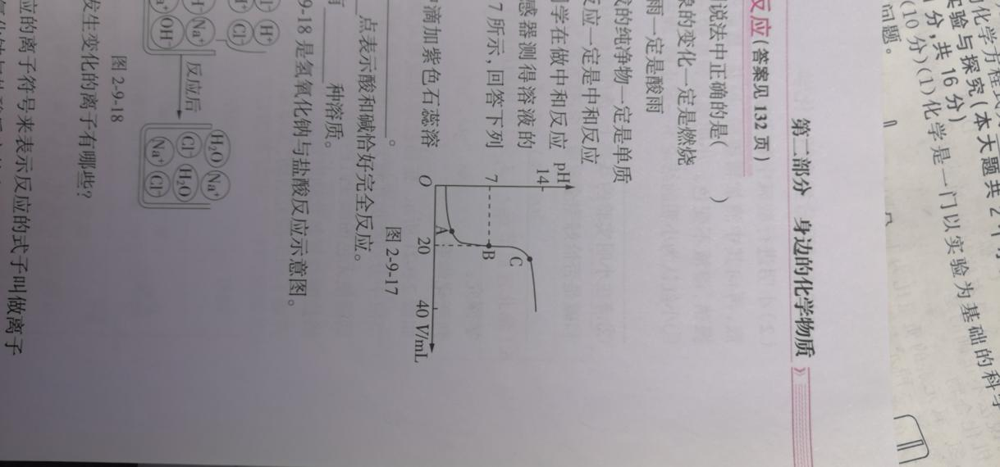 第二部分 身边的化学物质
反应(答案见 132 页)
说法中正确的是( )
的变化一定是燃烧
雨一定是酸雨
的纯净物一定是单质
应一定是中和反应
学在做中和反应
感器测得溶液的
7 所示,回答下列
滴加紫色石蕊溶
。
点表示酸和碱恰好完全反应。
种溶质。
pH
14
7
O
A
B
C
20
40 V/mL
图 2-9-17
9-18 是氢氧化钠与盐酸反应示意图。
H⁺
Cl⁻
Na⁺
OH⁻
反应后
H₂O Na⁺
Cl⁻ H₂O
Na⁺ Cl⁻
图 2-9-18
发生变化的离子有哪些?
应的离子符号来表示反应的式子叫做离子
化学方程式
实验与探究(本大题共 2
分,共 16 分)
(10 分)(1)化学是一门以实验为基础的科学
问题。